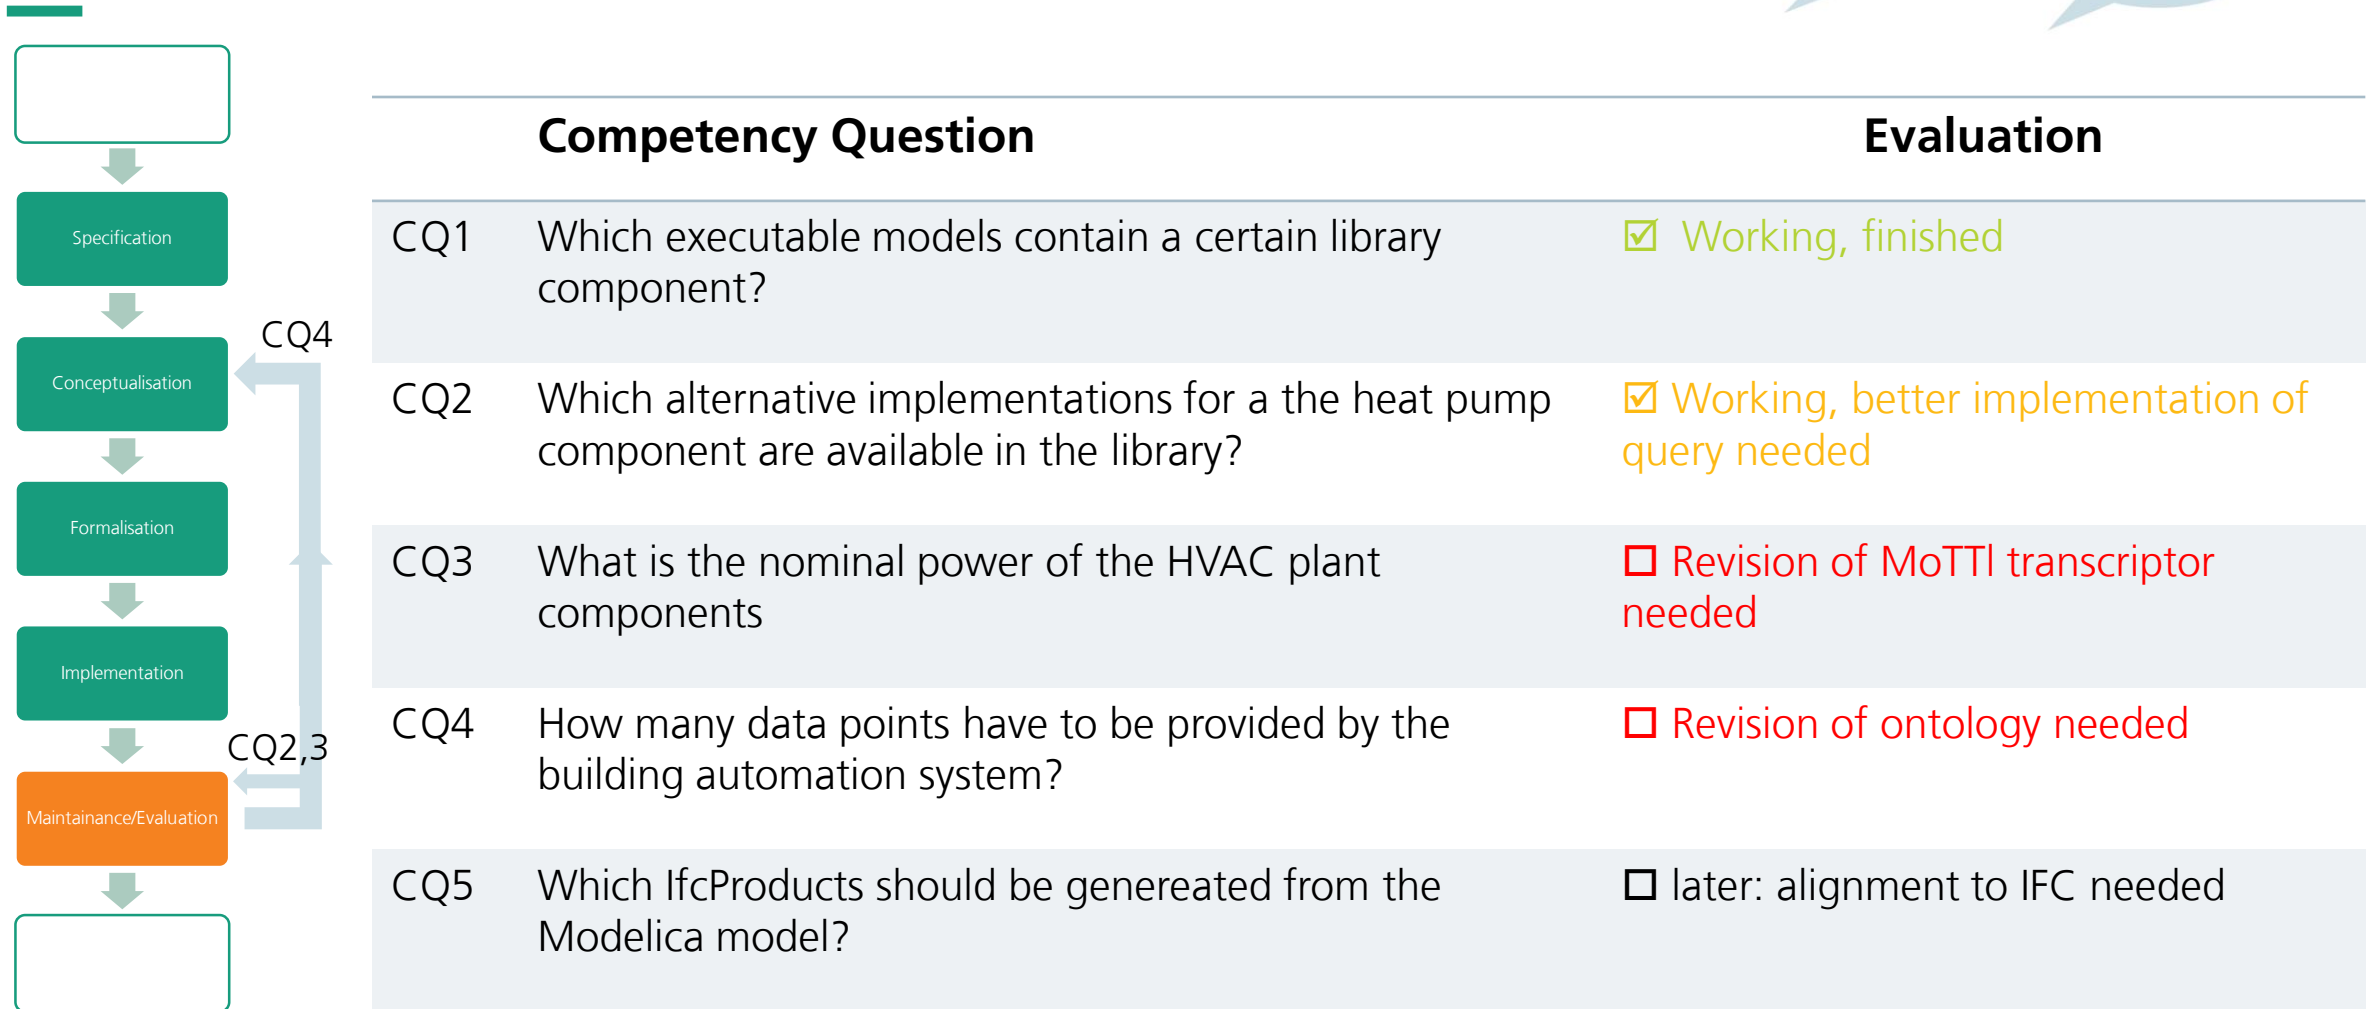 Specification
Conceptualisation
Formalisation
Implementation
Maintainance/Evaluation
CQ4
CQ2,3
Competency Question
Evaluation
CQ1
Which executable models contain a certain library
component?
☑ Working, finished
CQ2
Which alternative implementations for a the heat pump
component are available in the library?
☑ Working, better implementation of
query needed
CQ3
What is the nominal power of the HVAC plant
components
☐ Revision of MoTTl transcriptor
needed
CQ4
How many data points have to be provided by the
building automation system?
☐ Revision of ontology needed
CQ5
Which IfcProducts should be genereated from the
Modelica model?
☐ later: alignment to IFC needed